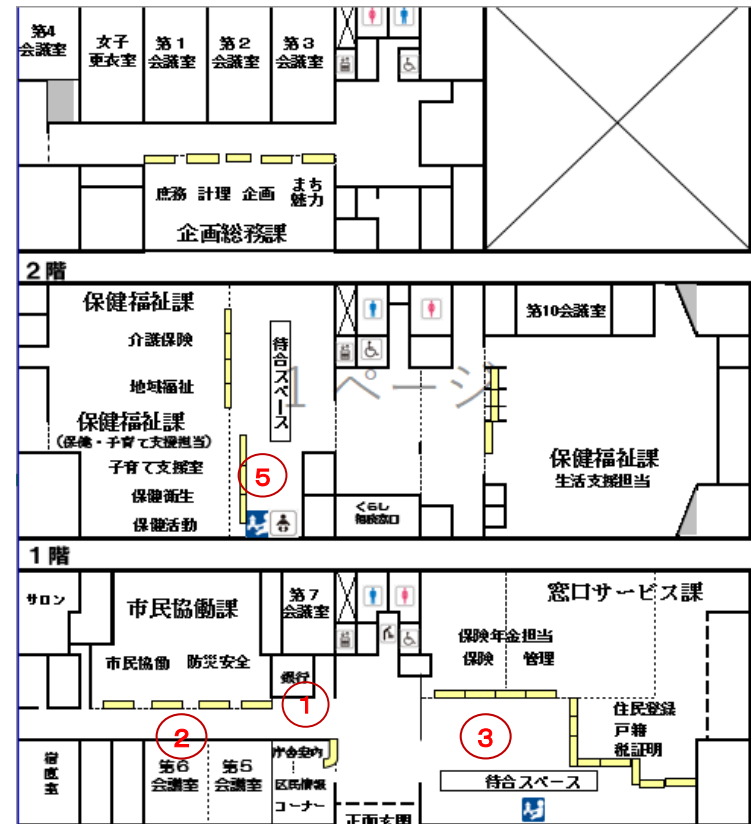 第4
会議室
女子
更衣室
第1
会議室
第2
会議室
第3
会議室
庶務 計理 企画 まち
魅力
企画総務課
2階
保健福祉課
介護保険
地域福祉
保健福祉課
(保健・子育て支援担当)
子育て支援室
保健衛生
保健活動
待合スペース
⑤
1 ページ
第10会議室
保健福祉課
生活支援担当
くらし
相談窓口
1階
サロン
市民協働課
市民協働 防災安全
第7
会議室
銀行
①
②
宿直室
第6
会議室
第5
会議室
庁舎案内
区民情報
コーナー
正面玄関
窓口サービス課
保険年金担当
保険 管理
③
住民登録
戸籍
税証明
待合スペース